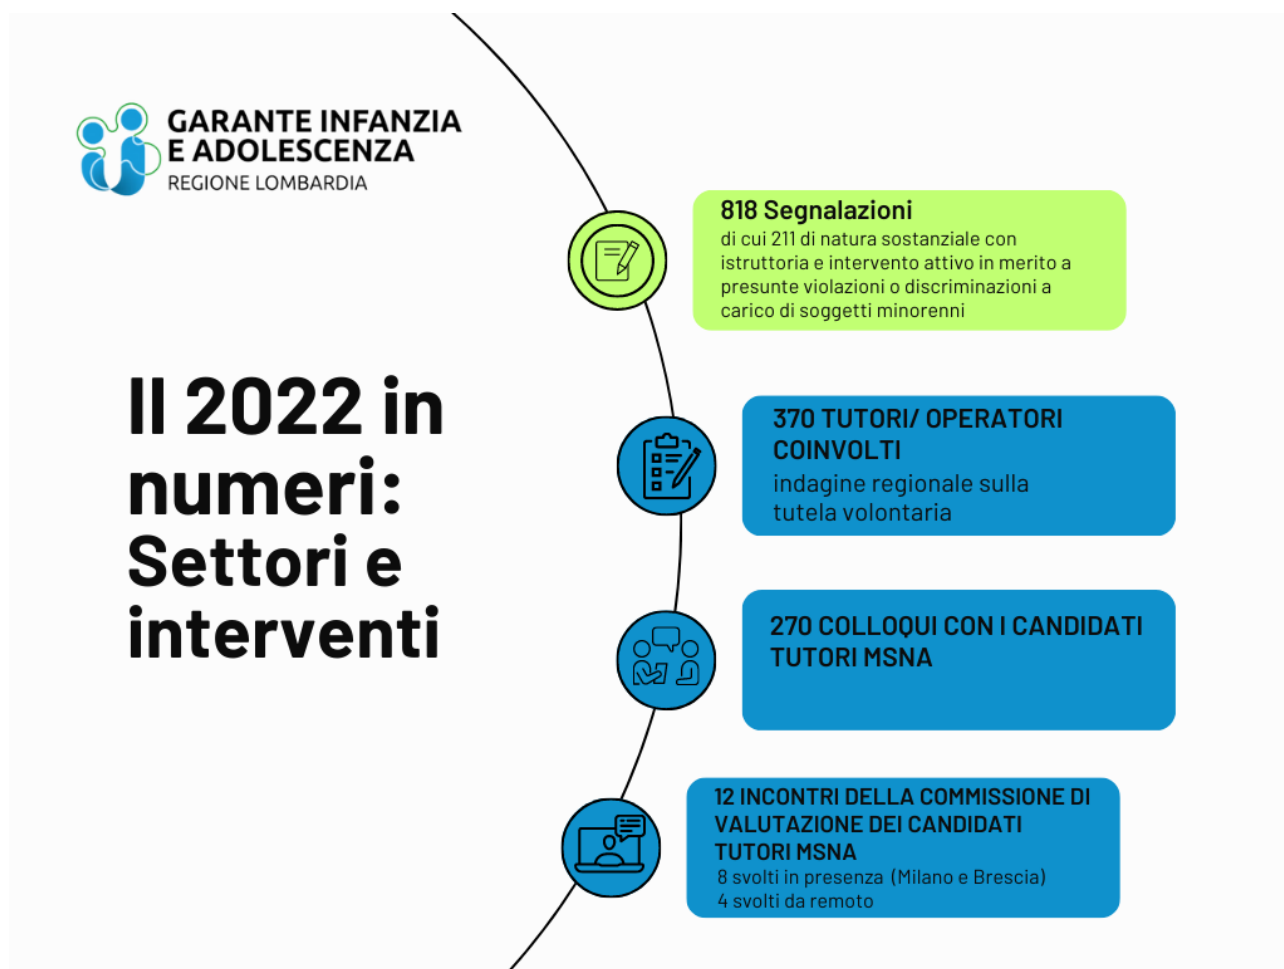 GARANTE INFANZIA
E ADOLESCENZA
REGIONE LOMBARDIA
Il 2022 in
numeri:
Settori e
interventi
818 Segnalazioni
di cui 211 di natura sostanziale con
istruttoria e intervento attivo in merito a
presunte violazioni o discriminazioni a
carico di soggetti minorenni
370 TUTORI/ OPERATORI
COINVOLTI
indagine regionale sulla
tutela volontaria
270 COLLOQUI CON I CANDIDATI
TUTORI MSNA
12 INCONTRI DELLA COMMISSIONE DI
VALUTAZIONE DEI CANDIDATI
TUTORI MSNA
8 svolti in presenza (Milano e Brescia)
4 svolti da remoto